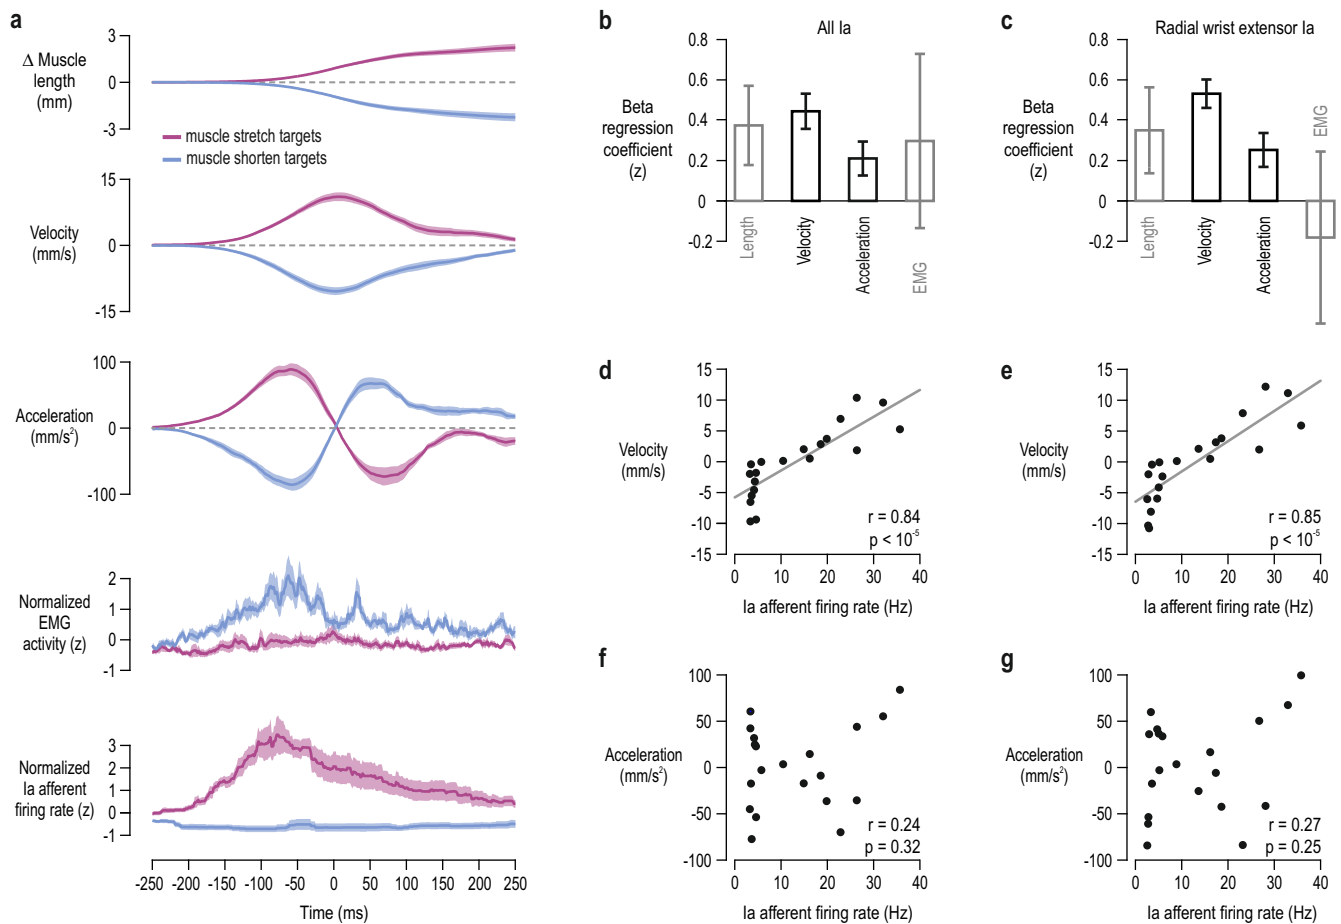 a
Δ Muscle
length
(mm)
3
0
-3
muscle stretch targets
muscle shorten targets
Velocity
(mm/s)
15
0
-15
Acceleration
(mm/s²)
100
0
-100
Normalized
EMG
activity (z)
2
1
0
-1
Normalized
Ia afferent
firing rate (z)
3
2
1
0
-1
-250 -200 -150 -100 -50 0 50 100 150 200 250
Time (ms)
b
All Ia
Beta
regression
coefficient
(z)
0.8
0.6
0.4
0.2
0
-0.2
Length
Velocity
Acceleration
EMG
c
Radial wrist extensor Ia
Beta
regression
coefficient
(z)
0.8
0.6
0.4
0.2
0
-0.2
Length
Velocity
Acceleration
EMG
d
Velocity
(mm/s)
15
10
5
0
-5
-10
-15
r = 0.84
p < 10⁻⁵
0 10 20 30 40
Ia afferent firing rate (Hz)
e
Velocity
(mm/s)
15
10
5
0
-5
-10
-15
r = 0.85
p < 10⁻⁵
0 10 20 30 40
Ia afferent firing rate (Hz)
f
Acceleration
(mm/s²)
100
50
0
-50
-100
r = 0.24
p = 0.32
0 10 20 30 40
Ia afferent firing rate (Hz)
g
Acceleration
(mm/s²)
100
50
0
-50
-100
r = 0.27
p = 0.25
0 10 20 30 40
Ia afferent firing rate (Hz)